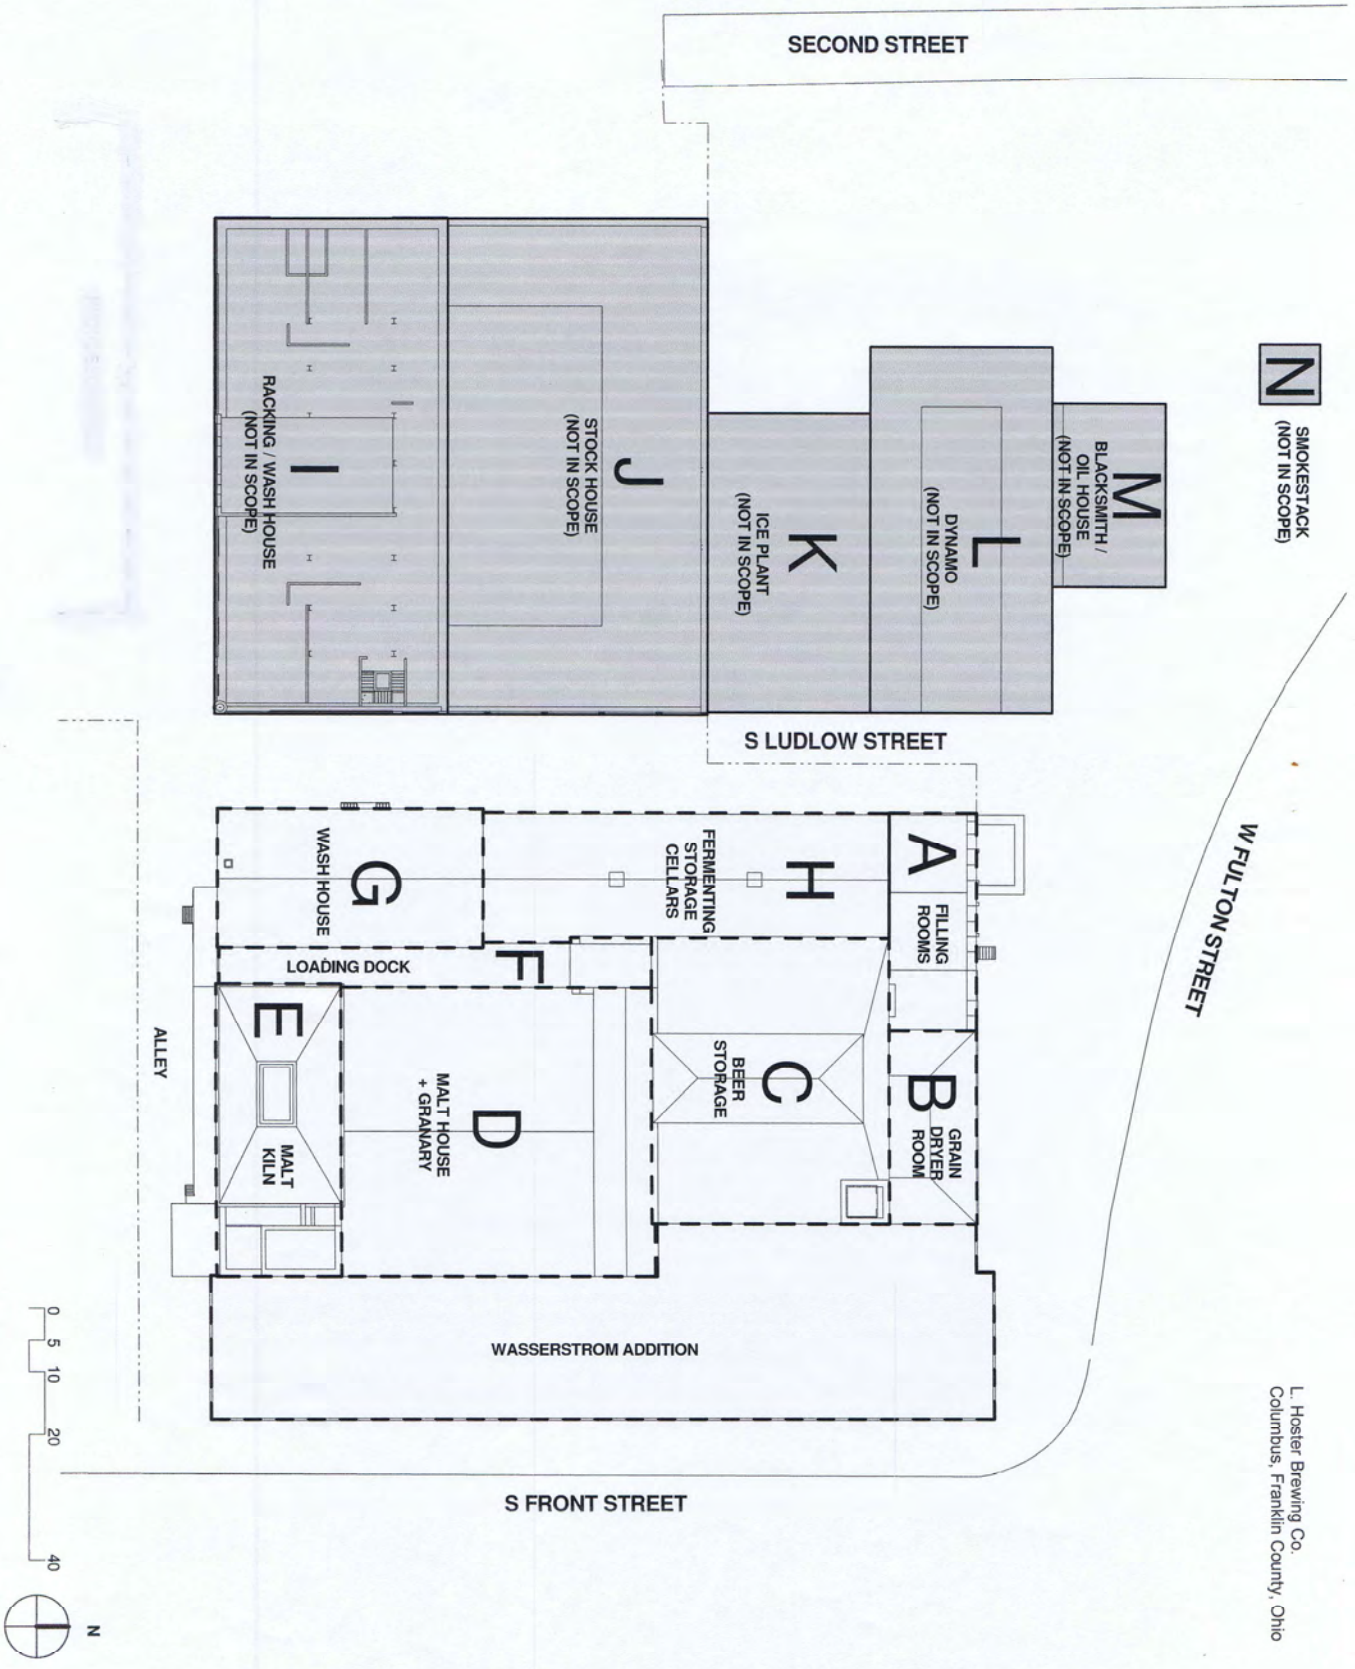 SECOND STREET
N
SMOKESTACK
(NOT IN SCOPE)
M
BLACKSMITH /
OIL HOUSE
(NOT IN SCOPE)
L
DYNAMO
(NOT IN SCOPE)
K
ICE PLANT
(NOT IN SCOPE)
J
STOCK HOUSE
(NOT IN SCOPE)
I
RACKING / WASH HOUSE
(NOT IN SCOPE)
S LUDLOW STREET
W FULTON STREET
A
FILLING
ROOMS
H
FERMENTING
STORAGE
CELLARS
G
WASH HOUSE
F
LOADING DOCK
B
GRAIN
DRYER
ROOM
C
BEER
STORAGE
D
MALT HOUSE
+ GRANARY
E
MALT
KILN
ALLEY
WASSERSTROM ADDITION
S FRONT STREET
L. Hoster Brewing Co.
Columbus, Franklin County, Ohio
0 5 10 20 40
N